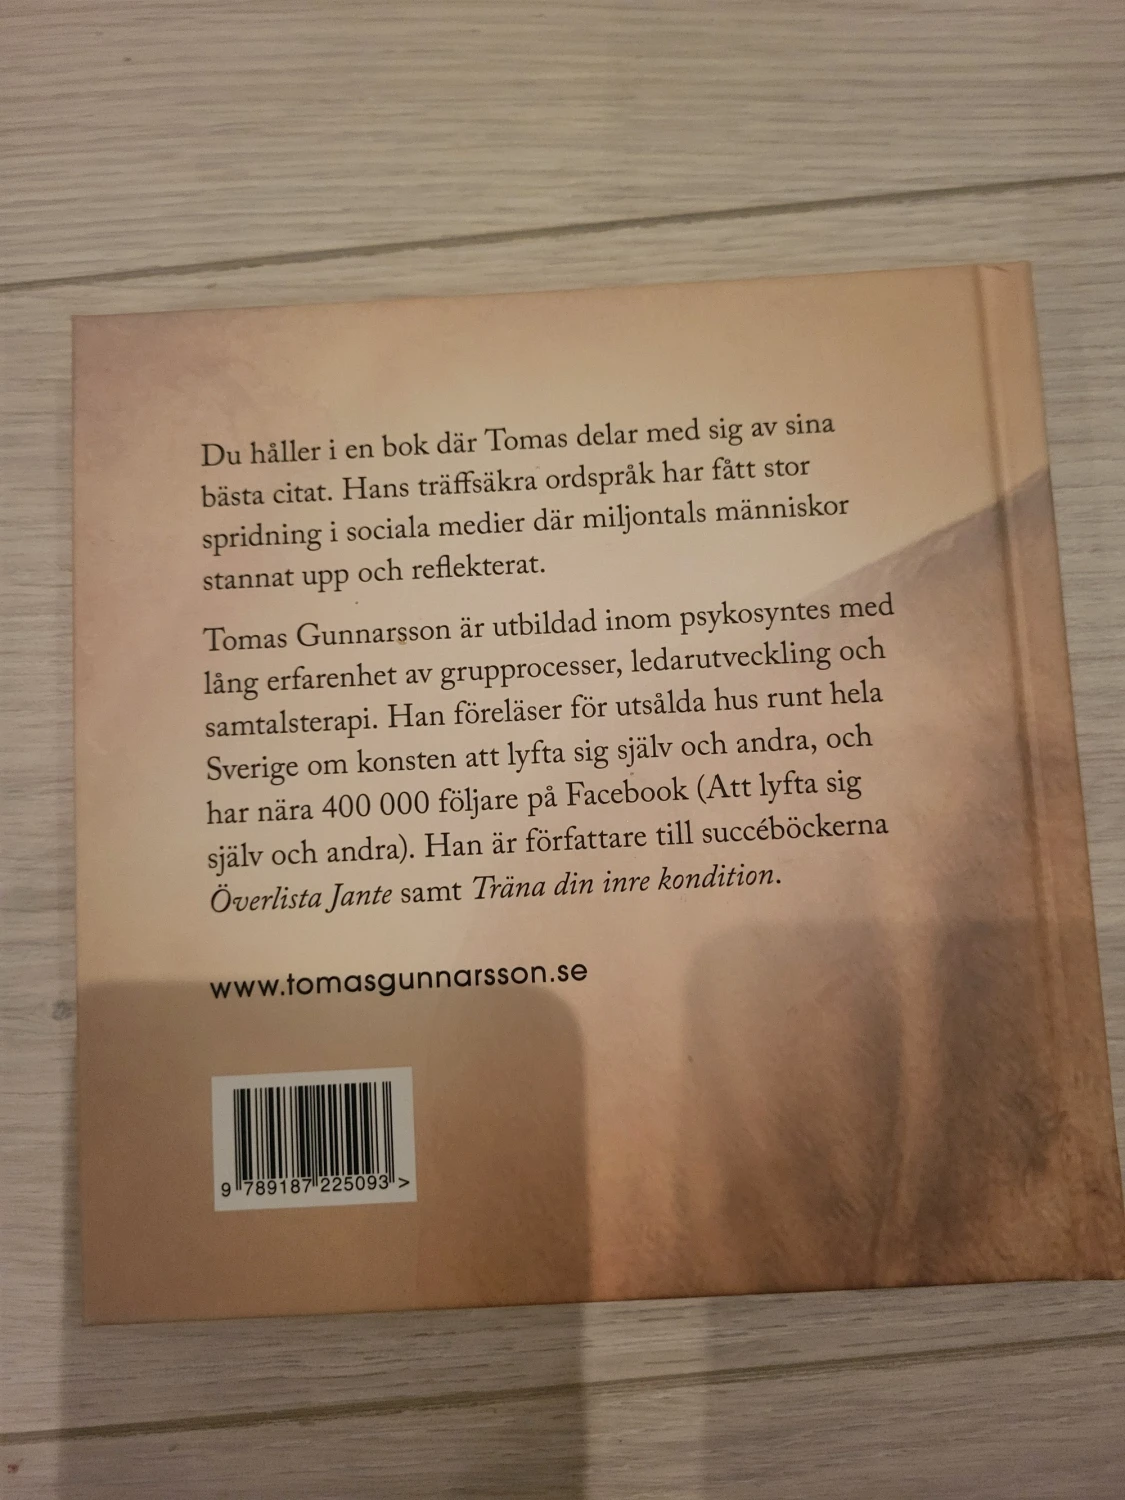 Du håller i en bok där Tomas delar med sig av sina
bästa citat. Hans träffsäkra ordspråk har fått stor
spridning i sociala medier där miljontals människor
stannat upp och reflekterat.
Tomas Gunnarsson är utbildad inom psykosyntes med
lång erfarenhet av grupprocesser, ledarutveckling och
samtalsterapi. Han föreläser för utsålda hus runt hela
Sverige om konsten att lyfta sig själv och andra, och
har nära 400 000 följare på Facebook (Att lyfta sig
själv och andra). Han är författare till succéböckerna
Överlista Jante samt Träna din inre kondition.
www.tomasgunnarsson.se
9 789187 225093 >